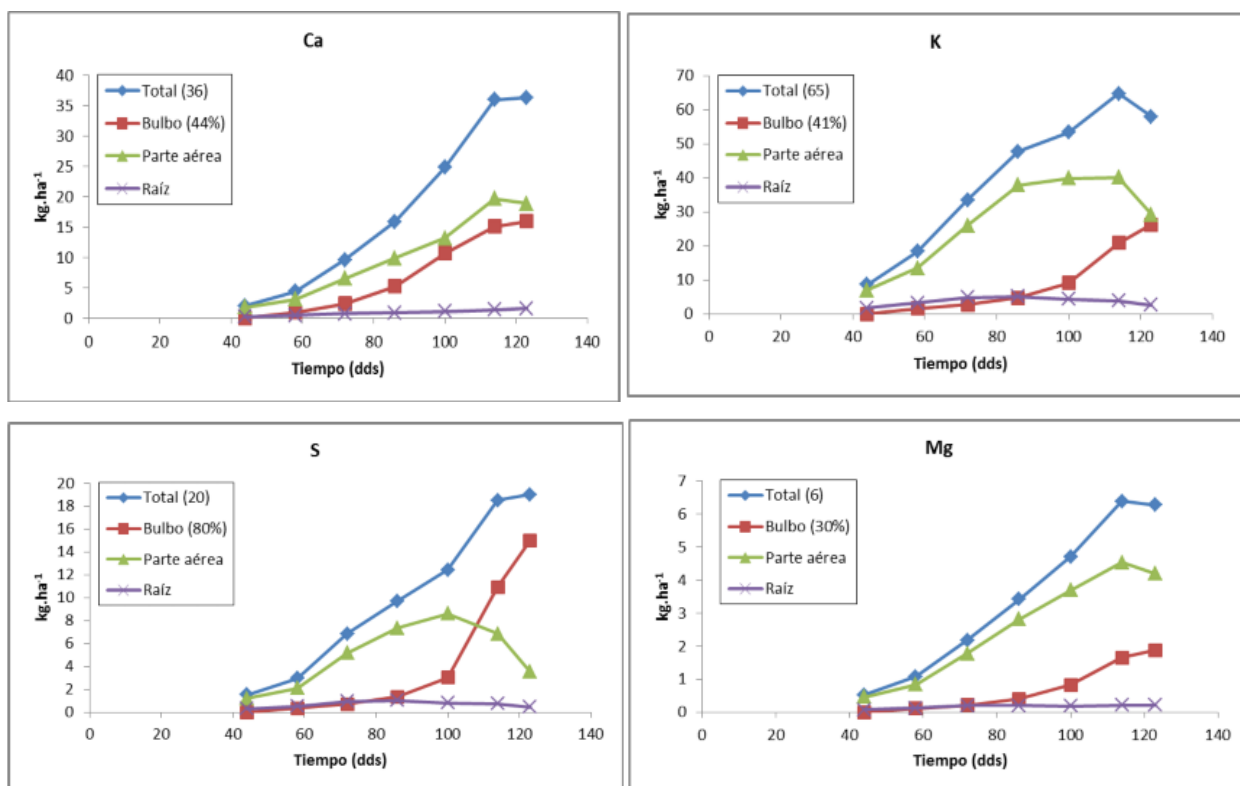 Ca
40
35
30
25
20
15
10
5
0
kg.ha-1
Total (36)
Bulbo (44%)
Parte aérea
Raíz
0 20 40 60 80 100 120 140
Tiempo (dds)
K
70
60
50
40
30
20
10
0
kg.ha-1
Total (65)
Bulbo (41%)
Parte aérea
Raíz
0 20 40 60 80 100 120 140
Tiempo (dds)
S
20
18
16
14
12
10
8
6
4
2
0
kg.ha-1
Total (20)
Bulbo (80%)
Parte aérea
Raíz
0 20 40 60 80 100 120 140
Tiempo (dds)
Mg
7
6
5
4
3
2
1
0
kg.ha-1
Total (6)
Bulbo (30%)
Parte aérea
Raíz
0 20 40 60 80 100 120 140
Tiempo (dds)